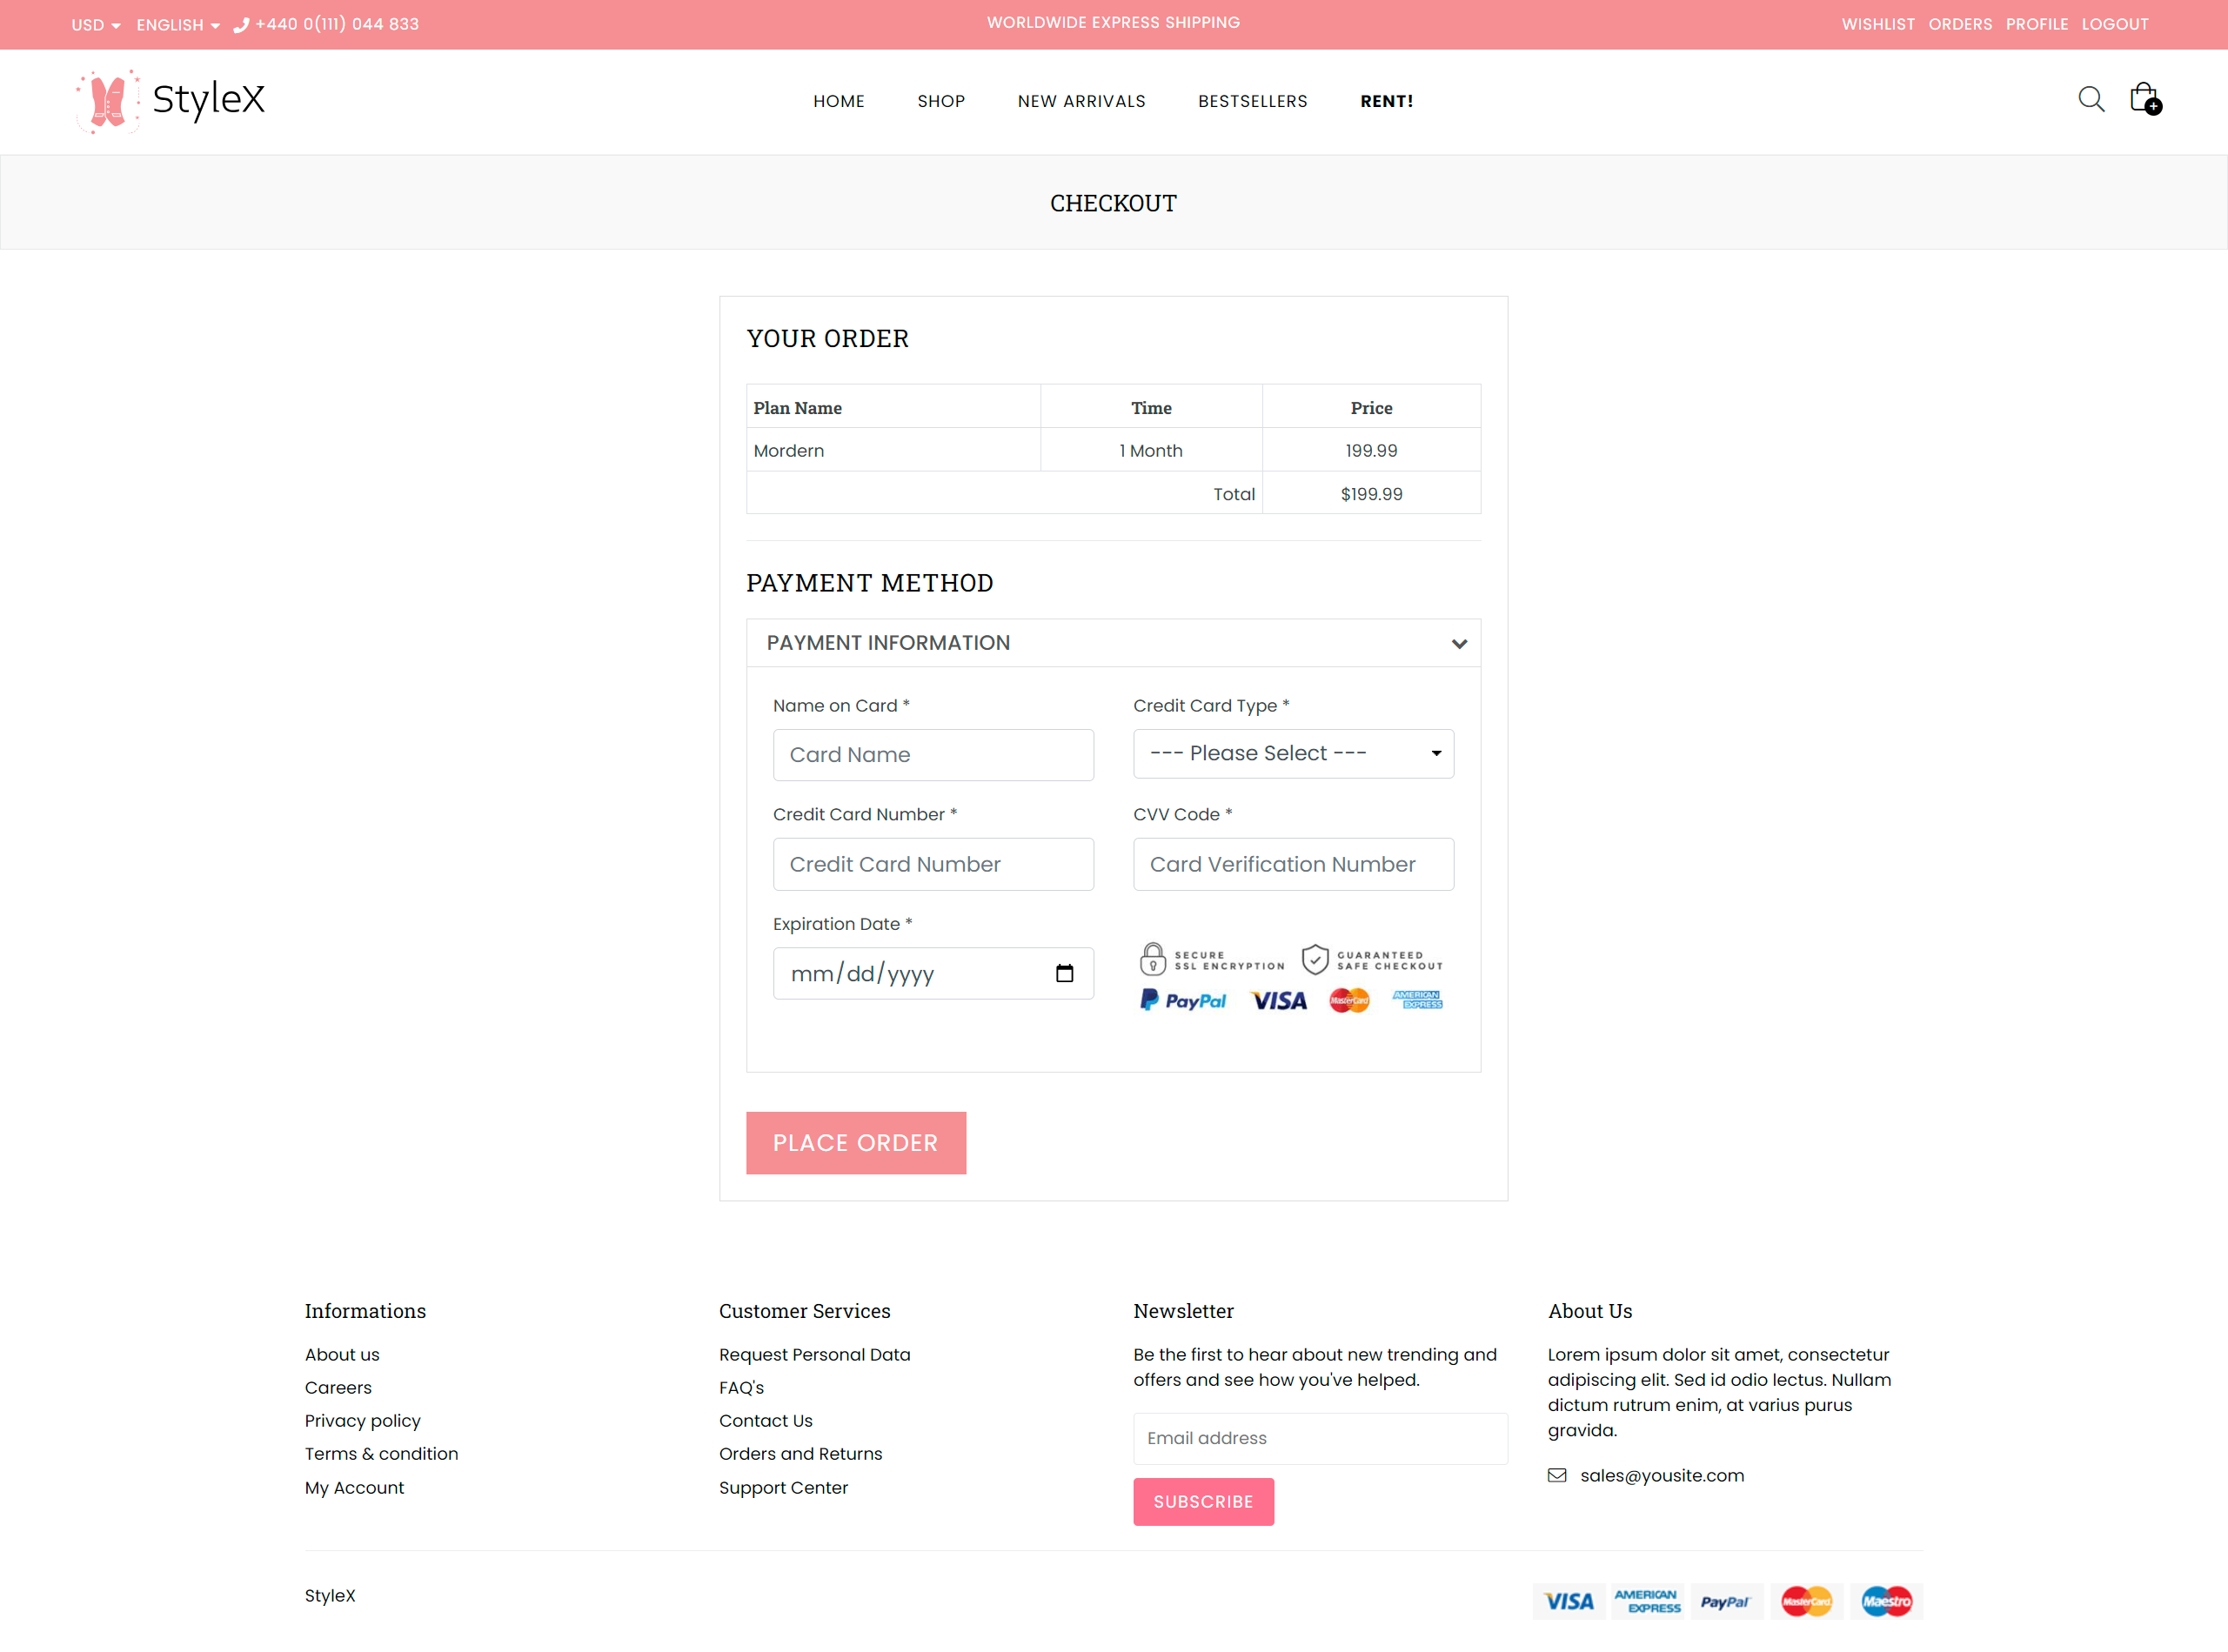 USD ENGLISH +440 0(111) 044 833 WORLDWIDE EXPRESS SHIPPING WISHLIST ORDERS PROFILE LOGOUT
StyleX HOME SHOP NEW ARRIVALS BESTSELLERS RENT!
CHECKOUT
YOUR ORDER
Plan Name Time Price
Mordern 1 Month 199.99
Total $199.99
PAYMENT METHOD
PAYMENT INFORMATION
Name on Card * Credit Card Type *
Card Name --- Please Select ---
Credit Card Number * CVV Code *
Credit Card Number Card Verification Number
Expiration Date *
mm/dd/yyyy
SECURE SSL ENCRYPTION GUARANTEED SAFE CHECKOUT
PayPal VISA MasterCard AMERICAN EXPRESS
PLACE ORDER
Informations
About us
Careers
Privacy policy
Terms & condition
My Account
Customer Services
Request Personal Data
FAQ's
Contact Us
Orders and Returns
Support Center
Newsletter
Be the first to hear about new trending and
offers and see how you've helped.
Email address
SUBSCRIBE
About Us
Lorem ipsum dolor sit amet, consectetur
adipiscing elit. Sed id odio lectus. Nullam
dictum rutrum enim, at varius purus
gravida.
sales@yousite.com
StyleX VISA AMERICAN EXPRESS PayPal MasterCard Maestro